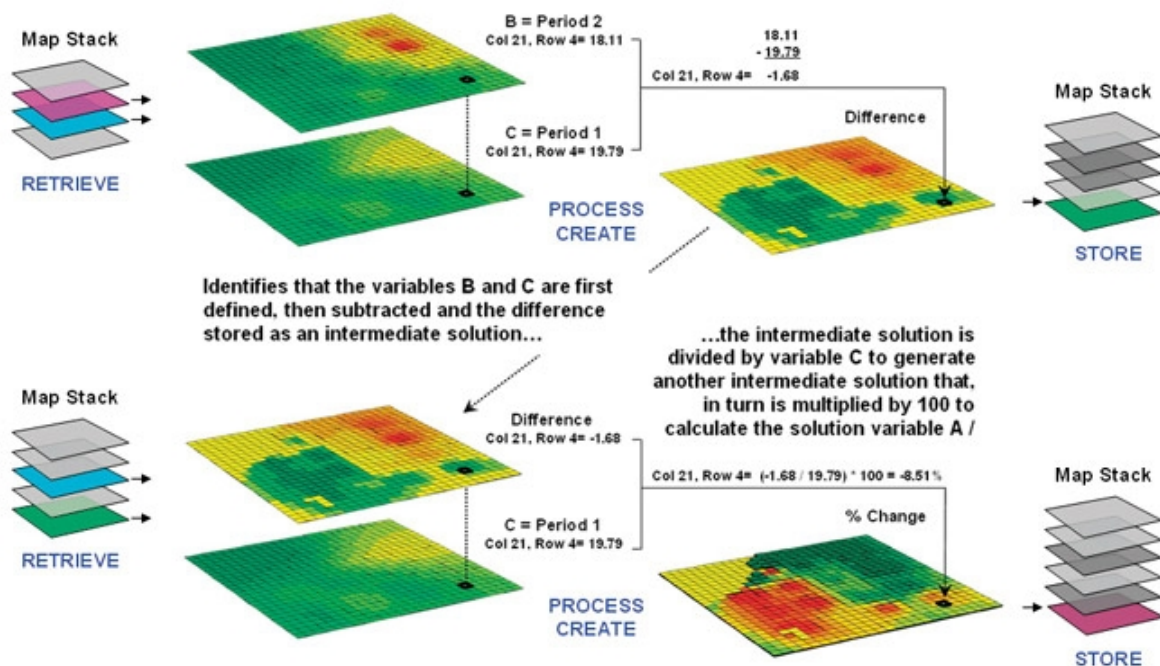 Map Stack
RETRIEVE
B = Period 2
Col 21, Row 4= 18.11
C = Period 1
Col 21, Row 4= 19.79
PROCESS
CREATE
18.11
- 19.79
Col 21, Row 4= -1.68
Difference
Map Stack
STORE
Identifies that the variables B and C are first
defined, then subtracted and the difference
stored as an intermediate solution…
…the intermediate solution is
divided by variable C to generate
another intermediate solution that,
in turn is multiplied by 100 to
calculate the solution variable A /
Map Stack
RETRIEVE
Difference
Col 21, Row 4= -1.68
C = Period 1
Col 21, Row 4= 19.79
PROCESS
CREATE
Col 21, Row 4= (-1.68 / 19.79) * 100 = -8.51%
% Change
Map Stack
STORE